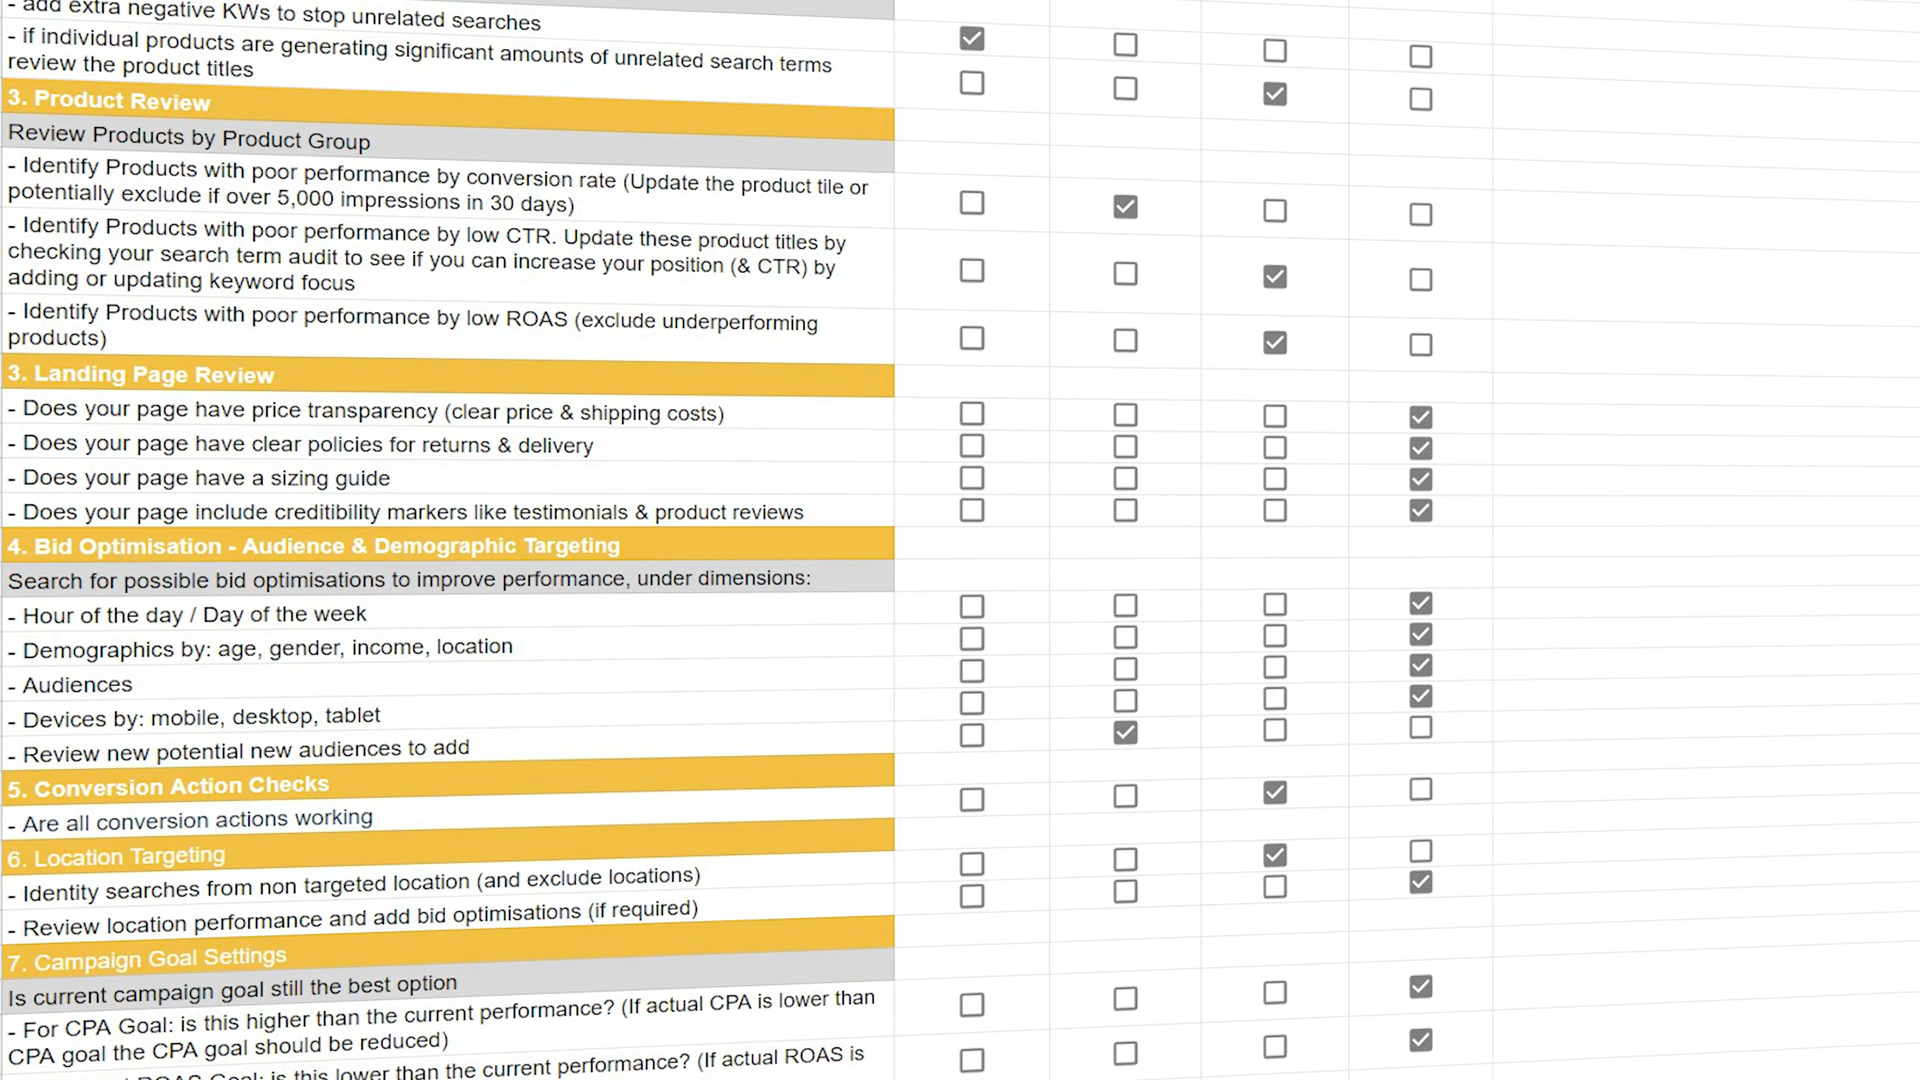 - add extra negative KWs to stop unrelated searches
- if individual products are generating significant amounts of unrelated search terms
review the product titles
3. Product Review
Review Products by Product Group
- Identify Products with poor performance by conversion rate (Update the product tile or
potentially exclude if over 5,000 impressions in 30 days)
- Identify Products with poor performance by low CTR. Update these product titles by
checking your search term audit to see if you can increase your position (& CTR) by
adding or updating keyword focus
- Identify Products with poor performance by low ROAS (exclude underperforming
products)
3. Landing Page Review
- Does your page have price transparency (clear price & shipping costs)
- Does your page have clear policies for returns & delivery
- Does your page have a sizing guide
- Does your page include creditibility markers like testimonials & product reviews
4. Bid Optimisation - Audience & Demographic Targeting
Search for possible bid optimisations to improve performance, under dimensions:
- Hour of the day / Day of the week
- Demographics by: age, gender, income, location
- Audiences
- Devices by: mobile, desktop, tablet
- Review new potential new audiences to add
5. Conversion Action Checks
- Are all conversion actions working
6. Location Targeting
- Identity searches from non targeted location (and exclude locations)
- Review location performance and add bid optimisations (if required)
7. Campaign Goal Settings
Is current campaign goal still the best option
- For CPA Goal: is this higher than the current performance? (If actual CPA is lower than
CPA goal the CPA goal should be reduced)
ROAS Goal: is this lower than the current performance? (If actual ROAS is